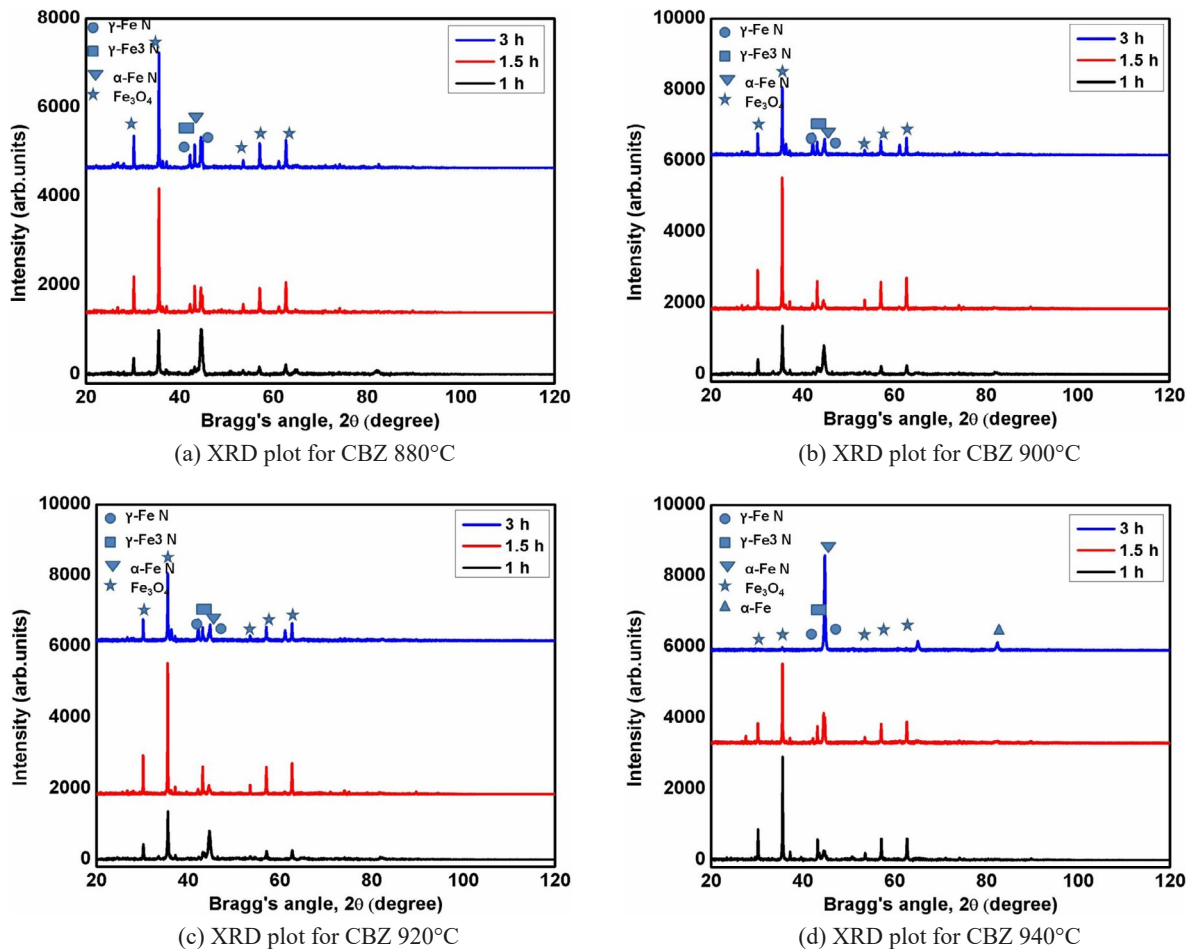 8000
6000
4000
2000
0
Intensity (arb.units)
γ-Fe N
γ-Fe3 N
α-Fe N
Fe₃O₄
3 h
1.5 h
1 h
20 40 60 80 100 120
Bragg's angle, 2θ (degree)
(a) XRD plot for CBZ 880°C
10000
8000
6000
4000
2000
0
Intensity (arb.units)
γ-Fe N
γ-Fe3 N
α-Fe N
Fe₃O₄
3 h
1.5 h
1 h
20 40 60 80 100 120
Bragg's angle, 2θ (degree)
(b) XRD plot for CBZ 900°C
10000
8000
6000
4000
2000
0
Intensity (arb.units)
γ-Fe N
γ-Fe3 N
α-Fe N
Fe₃O₄
3 h
1.5 h
1 h
20 40 60 80 100 120
Bragg's angle, 2θ (degree)
(c) XRD plot for CBZ 920°C
10000
8000
6000
4000
2000
0
Intensity (arb.units)
γ-Fe N
γ-Fe3 N
α-Fe N
Fe₃O₄
α-Fe
3 h
1.5 h
1 h
20 40 60 80 100 120
Bragg's angle, 2θ (degree)
(d) XRD plot for CBZ 940°C